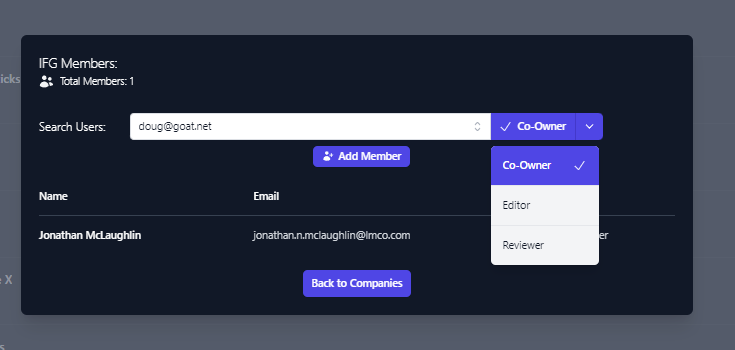 IFG Members:
Total Members: 1
icks
Search Users:
doug@goat.net
Co-Owner
Add Member
Co-Owner
Editor
Reviewer
Name
Email
Jonathan McLaughlin
jonathan.n.mclaughlin@lmco.com
er
Back to Companies
X
s